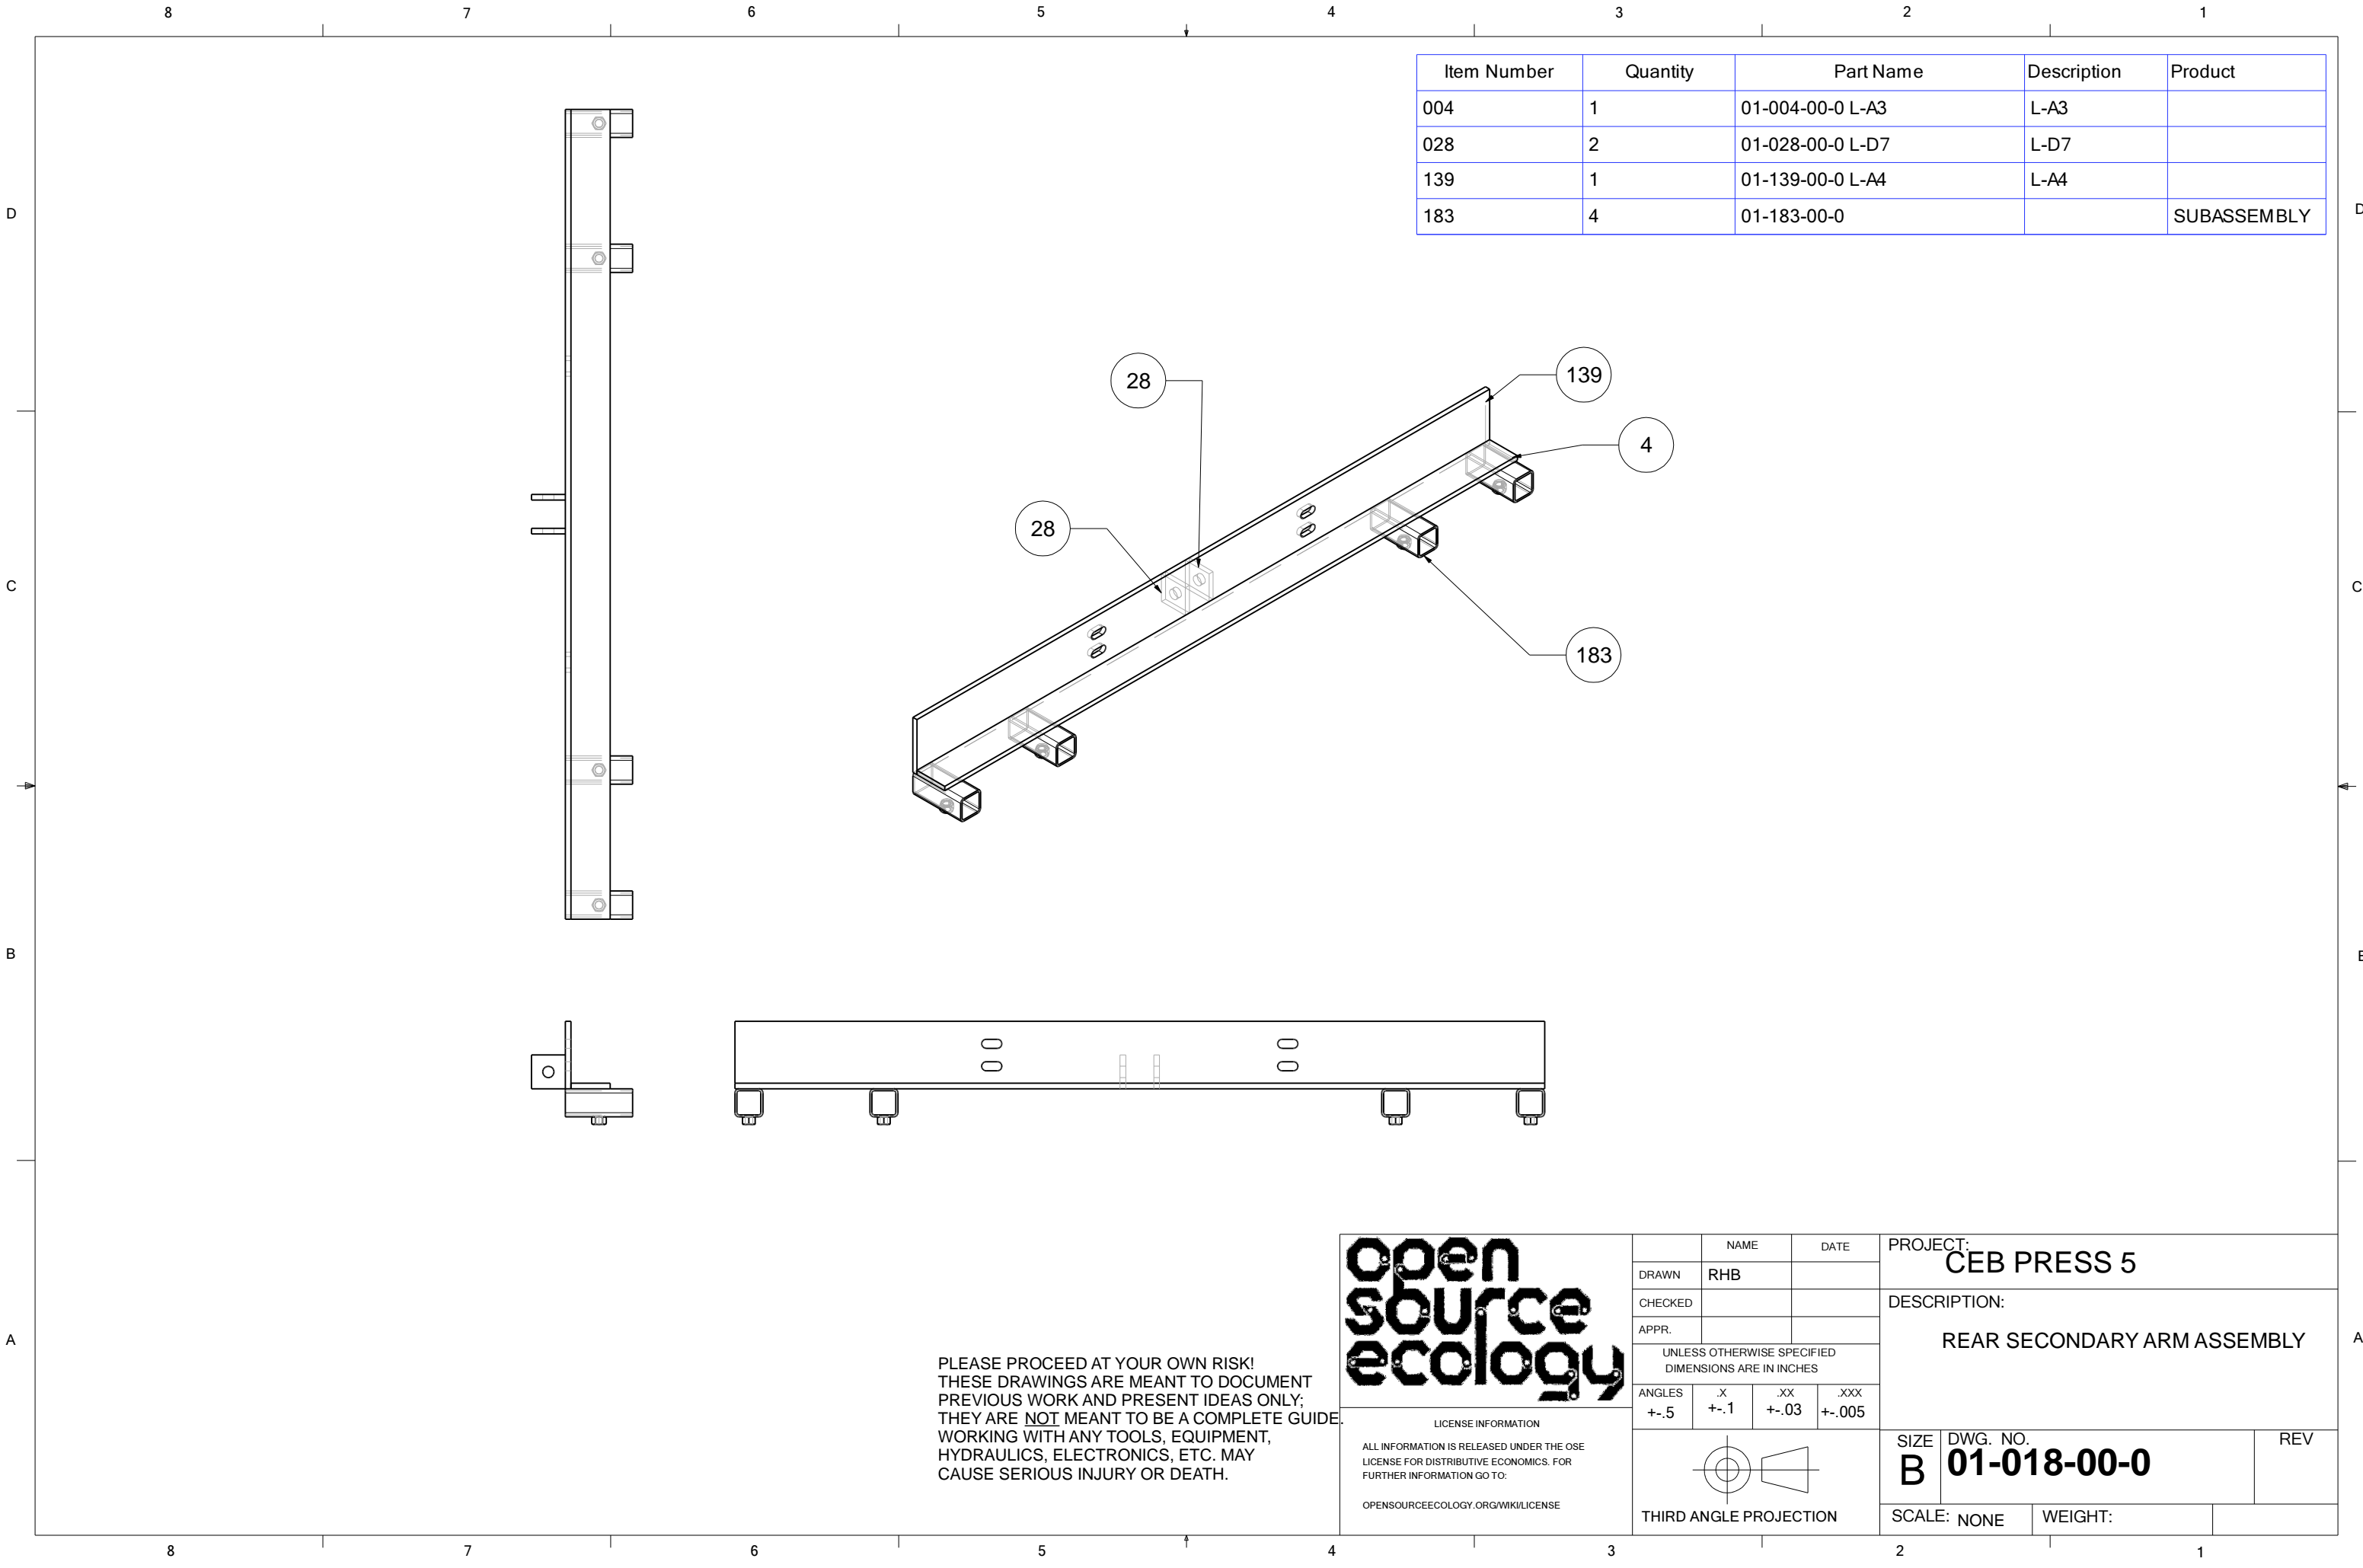 8 7 6 5 4 3 2 1
Item Number Quantity Part Name Description Product
004 1 01-004-00-0 L-A3 L-A3
028 2 01-028-00-0 L-D7 L-D7
139 1 01-139-00-0 L-A4 L-A4
183 4 01-183-00-0 SUBASSEMBLY
D D
28
139
4
28
C C
183
B
A A
open
source
ecology
PLEASE PROCEED AT YOUR OWN RISK!
THESE DRAWINGS ARE MEANT TO DOCUMENT
PREVIOUS WORK AND PRESENT IDEAS ONLY;
THEY ARE NOT MEANT TO BE A COMPLETE GUIDE.
WORKING WITH ANY TOOLS, EQUIPMENT,
HYDRAULICS, ELECTRONICS, ETC. MAY
CAUSE SERIOUS INJURY OR DEATH.
LICENSE INFORMATION
ALL INFORMATION IS RELEASED UNDER THE OSE
LICENSE FOR DISTRIBUTIVE ECONOMICS. FOR
FURTHER INFORMATION GO TO:
OPENSOURCEECOLOGY.ORG/WIKI/LICENSE
NAME DATE
DRAWN RHB
CHECKED
APPR.
UNLESS OTHERWISE SPECIFIED
DIMENSIONS ARE IN INCHES
ANGLES .X .XX .XXX
+-.5 +-.1 +-.03 +-.005
THIRD ANGLE PROJECTION
PROJECT:
CEB PRESS 5
DESCRIPTION:
REAR SECONDARY ARM ASSEMBLY
SIZE DWG. NO. REV
B 01-018-00-0
SCALE: NONE WEIGHT:
8 7 6 5 4 3 2 1